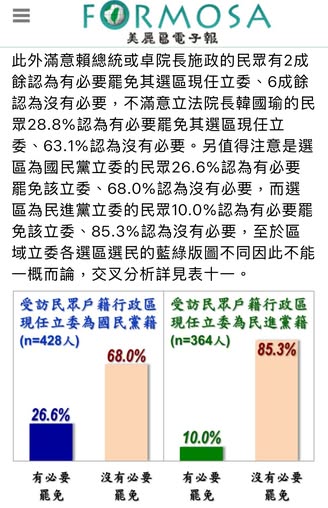 FORMOSA
美麗島電子報
此外滿意賴總統或卓院長施政的民眾有2成
餘認為有必要罷免其選區現任立委、6成餘
認為沒有必要，不滿意立法院長韓國瑜的民
眾28.8%認為有必要罷免其選區現任立
委、63.1%認為沒有必要。另值得注意是選
區為國民黨立委的民眾26.6%認為有必要
罷免該立委、68.0%認為沒有必要，而選
區為民進黨立委的民眾10.0%認為有必要罷
免該立委、85.3%認為沒有必要，至於區
域立委各選區選民的藍綠版圖不同因此不能
一概而論，交叉分析詳見表十一。
受訪民眾戶籍行政區
現任立委為國民黨籍
(n=428人)
68.0%
26.6%
有必要
罷免
沒有必要
罷免
受訪民眾戶籍行政區
現任立委為民進黨籍
(n=364人)
85.3%
10.0%
有必要
罷免
沒有必要
罷免